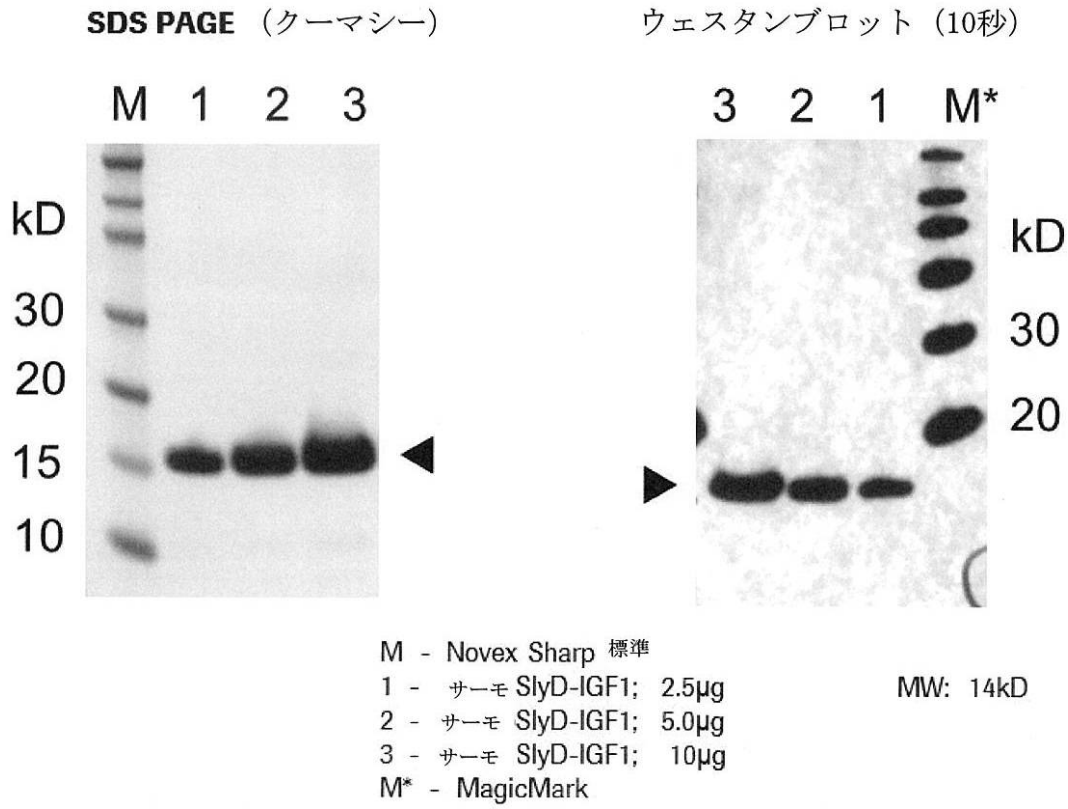 SDS PAGE （クーマシー）
ウェスタンブロット（10秒）
M 1 2 3
3 2 1 M*
kD
30
20
15
10
kD
30
20
M - Novex Sharp 標準
1 - サーモ SlyD-IGF1; 2.5µg
2 - サーモ SlyD-IGF1; 5.0µg
3 - サーモ SlyD-IGF1; 10µg
M* - MagicMark
MW: 14kD